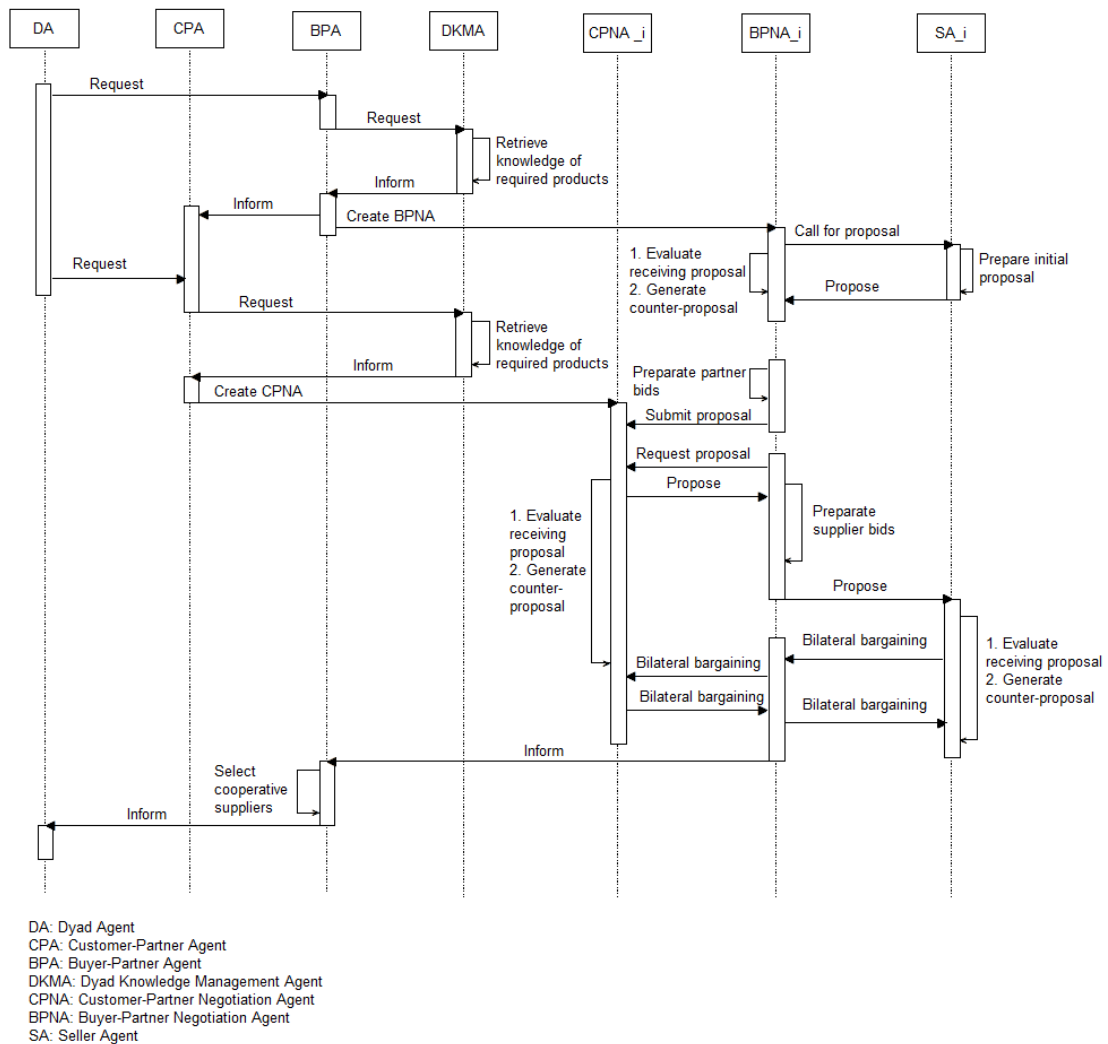 DA
CPA
BPA
DKMA
CPNA _i
BPNA_i
SA_i
Request
Request
Retrieve
knowledge of
required products
Inform
Inform
Create BPNA
Call for proposal
1. Evaluate
receiving proposal
2. Generate
counter-proposal
Prepare initial
proposal
Propose
Request
Request
Retrieve
knowledge of
required products
Inform
Create CPNA
Preparate partner
bids
Submit proposal
Request proposal
Propose
1. Evaluate
receiving
proposal
2. Generate
counter-
proposal
Preparate
supplier bids
Propose
Bilateral bargaining
1. Evaluate
receiving proposal
2. Generate
counter-proposal
Bilateral bargaining
Bilateral bargaining
Bilateral bargaining
Inform
Select
cooperative
suppliers
Inform
DA: Dyad Agent
CPA: Customer-Partner Agent
BPA: Buyer-Partner Agent
DKMA: Dyad Knowledge Management Agent
CPNA: Customer-Partner Negotiation Agent
BPNA: Buyer-Partner Negotiation Agent
SA: Seller Agent